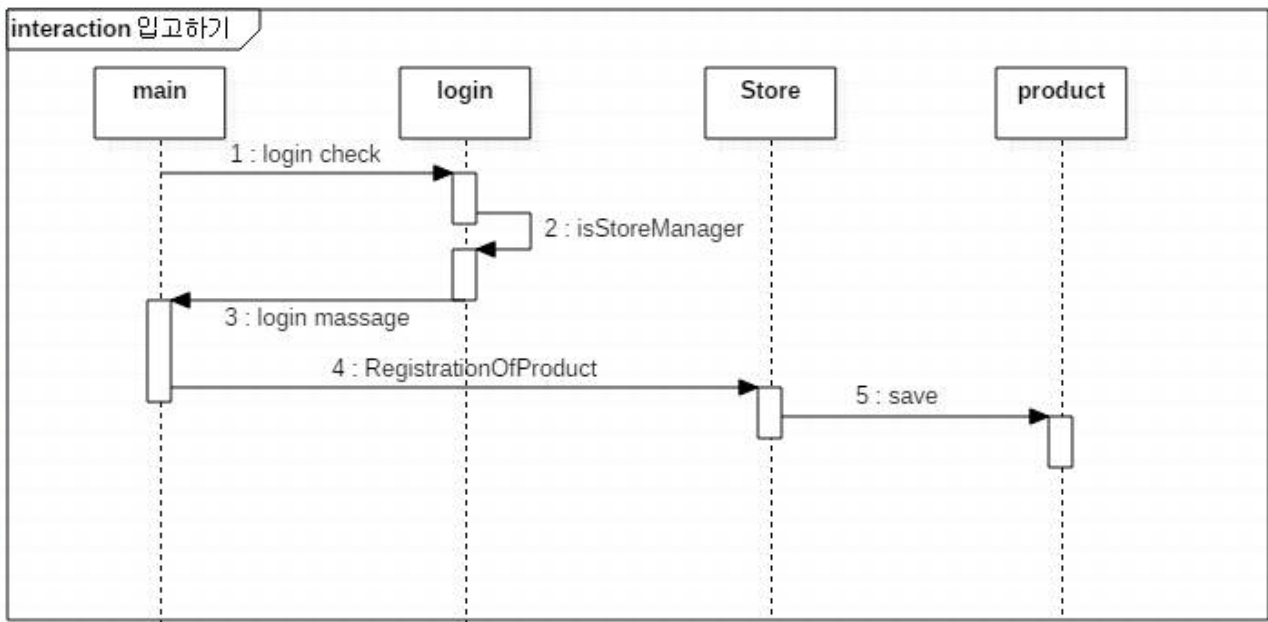 interaction 입고하기
main
login
Store
product
1 : login check
2 : isStoreManager
3 : login massage
4 : RegistrationOfProduct
5 : save